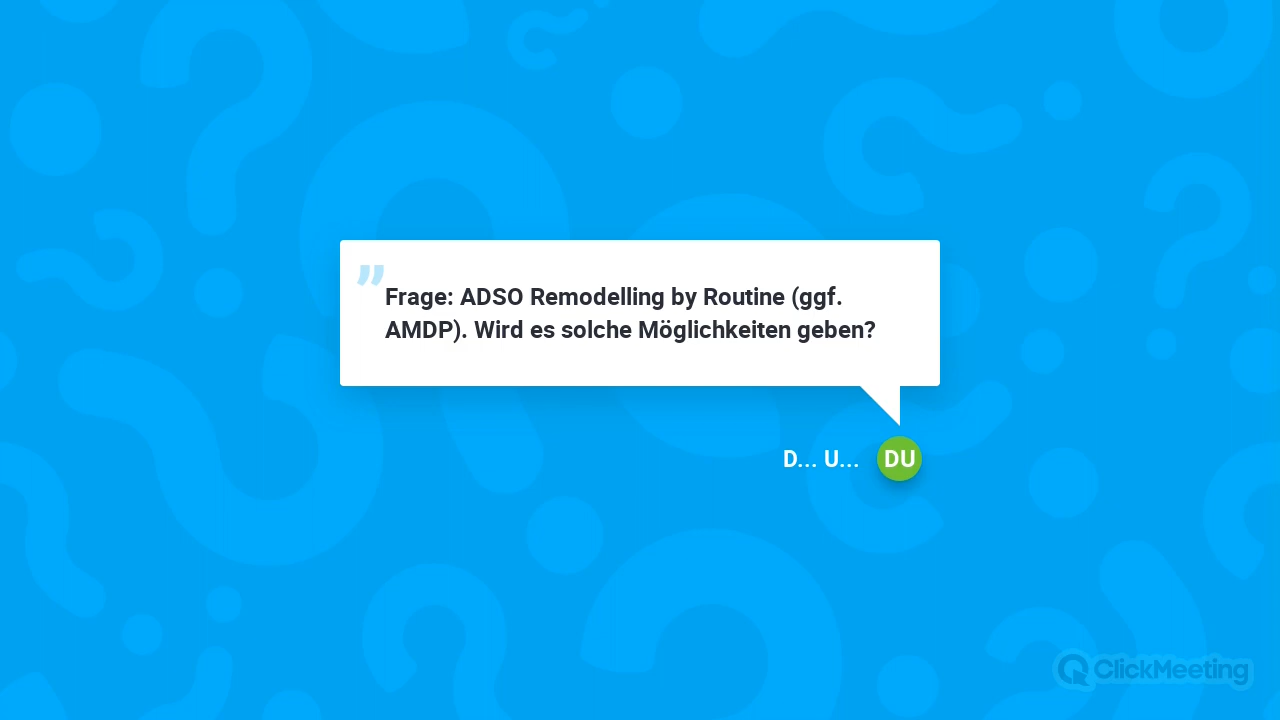 Frage: ADSO Remodelling by Routine (ggf.
AMDP). Wird es solche Möglichkeiten geben?
D... U...
DU
ClickMeeting